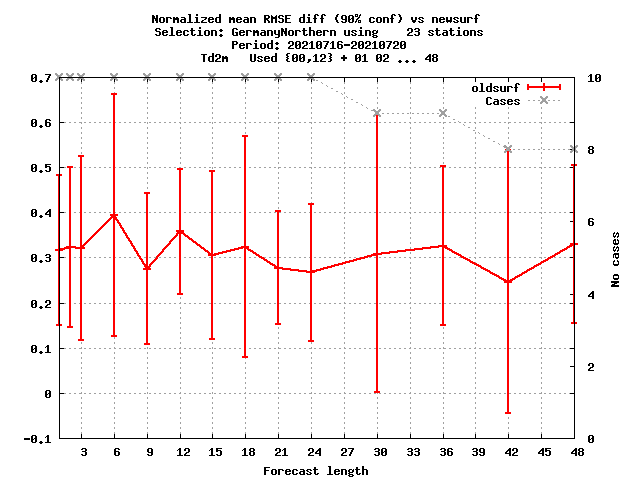 Normalized mean RMSE diff (90% conf) vs newsurf
Selection: GermanyNorthern using    23 stations
Period: 20210716-20210720
Td2m   Used {00,12} + 01 02 ... 48
oldsurf
Cases
0,7
0,6
0,5
0,4
0,3
0,2
0,1
0
-0,1
10
8
6
4
2
0
No cases
3 6 9 12 15 18 21 24 27 30 33 36 39 42 45 48
Forecast length